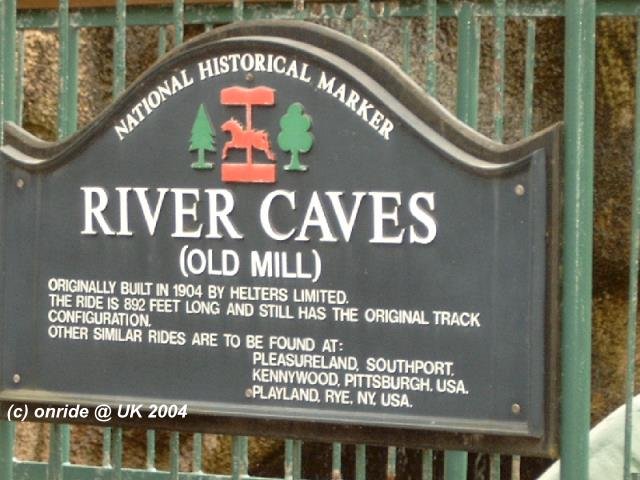 NATIONAL HISTORICAL MARKER
RIVER CAVES
(OLD MILL)
ORIGINALLY BUILT IN 1904 BY HELTERS LIMITED.
THE RIDE IS 892 FEET LONG AND STILL HAS THE ORIGINAL TRACK
CONFIGURATION.
OTHER SIMILAR RIDES ARE TO BE FOUND AT:
PLEASURELAND, SOUTHPORT.
KENNYWOOD, PITTSBURGH, USA.
PLAYLAND, RYE, NY, USA.
(c) onride @ UK 2004